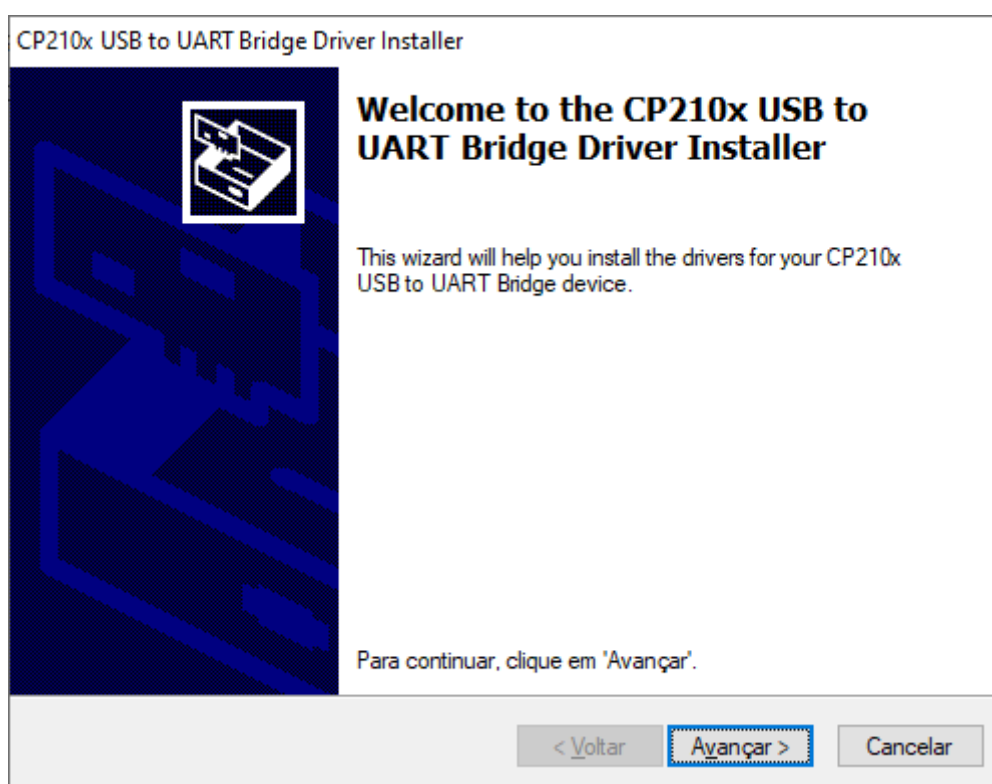 CP210x USB to UART Bridge Driver Installer
Welcome to the CP210x USB to
UART Bridge Driver Installer
This wizard will help you install the drivers for your CP210x
USB to UART Bridge device.
Para continuar, clique em 'Avançar'.
< Voltar
Avançar >
Cancelar